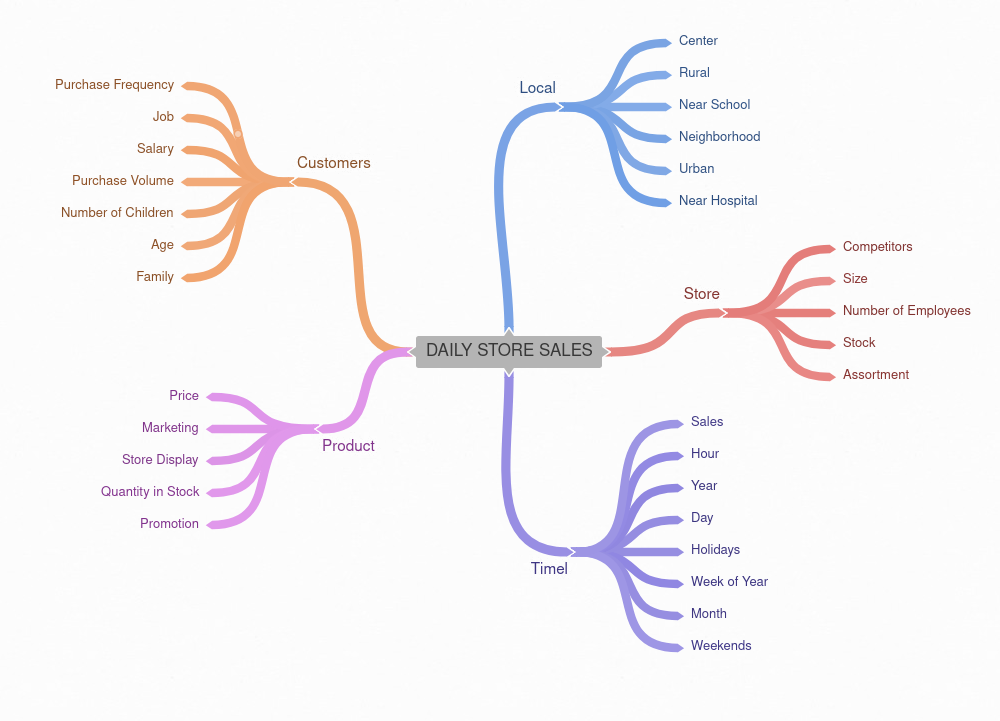 DAILY STORE SALES
Customers
Purchase Frequency
Job
Salary
Purchase Volume
Number of Children
Age
Family
Product
Price
Marketing
Store Display
Quantity in Stock
Promotion
Local
Center
Rural
Near School
Neighborhood
Urban
Near Hospital
Store
Competitors
Size
Number of Employees
Stock
Assortment
Timel
Sales
Hour
Year
Day
Holidays
Week of Year
Month
Weekends